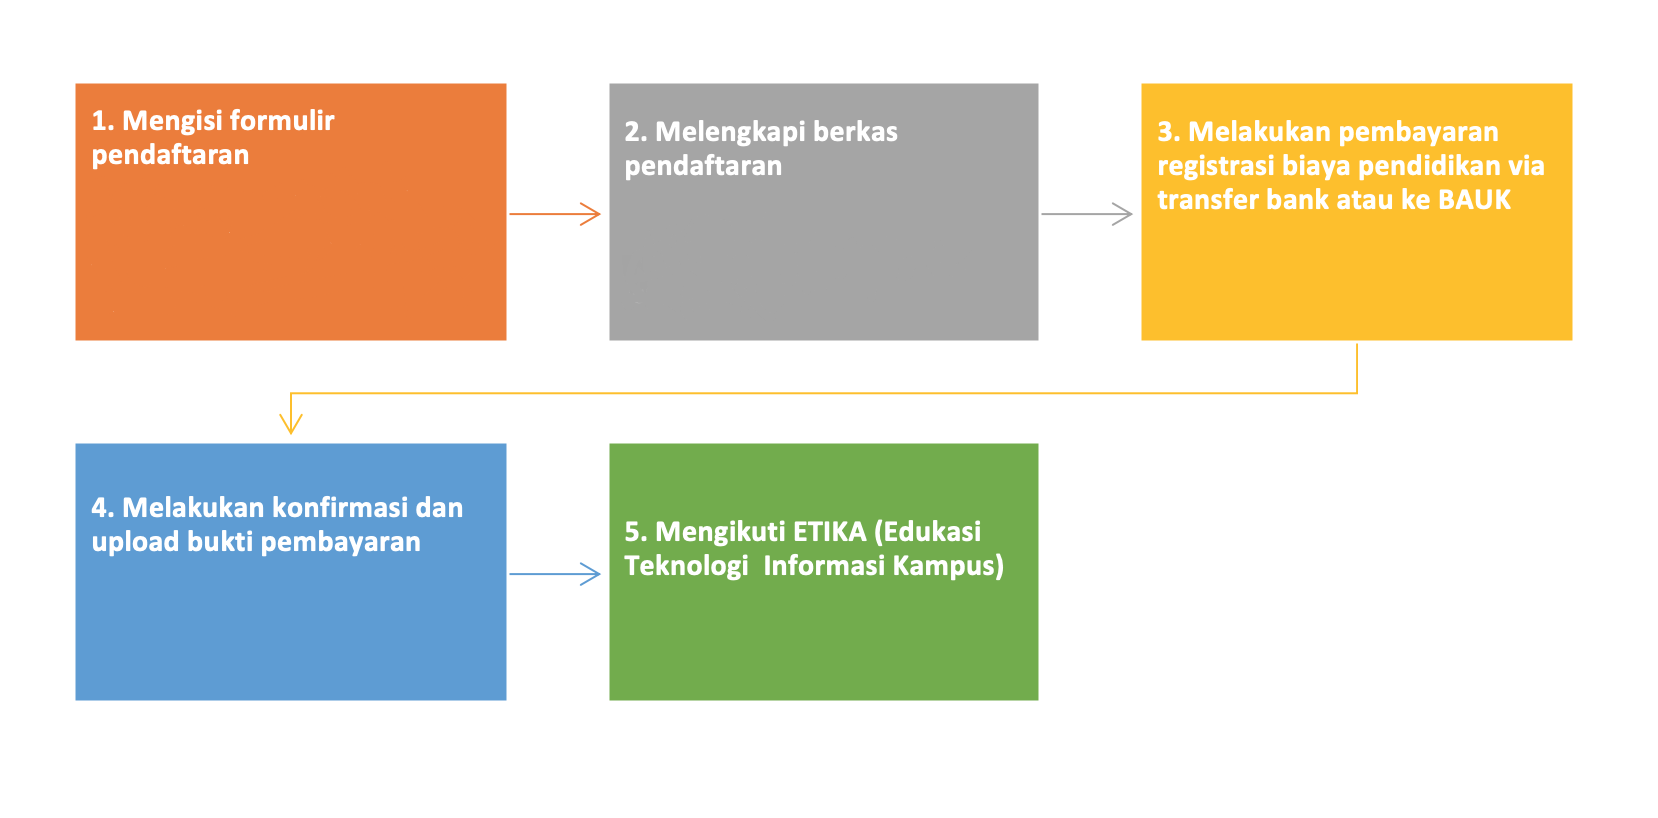 1. Mengisi formulir
pendaftaran
2. Melengkapi berkas
pendaftaran
3. Melakukan pembayaran
registrasi biaya pendidikan via
transfer bank atau ke BAUK
4. Melakukan konfirmasi dan
upload bukti pembayaran
5. Mengikuti ETIKA (Edukasi
Teknologi  Informasi Kampus)